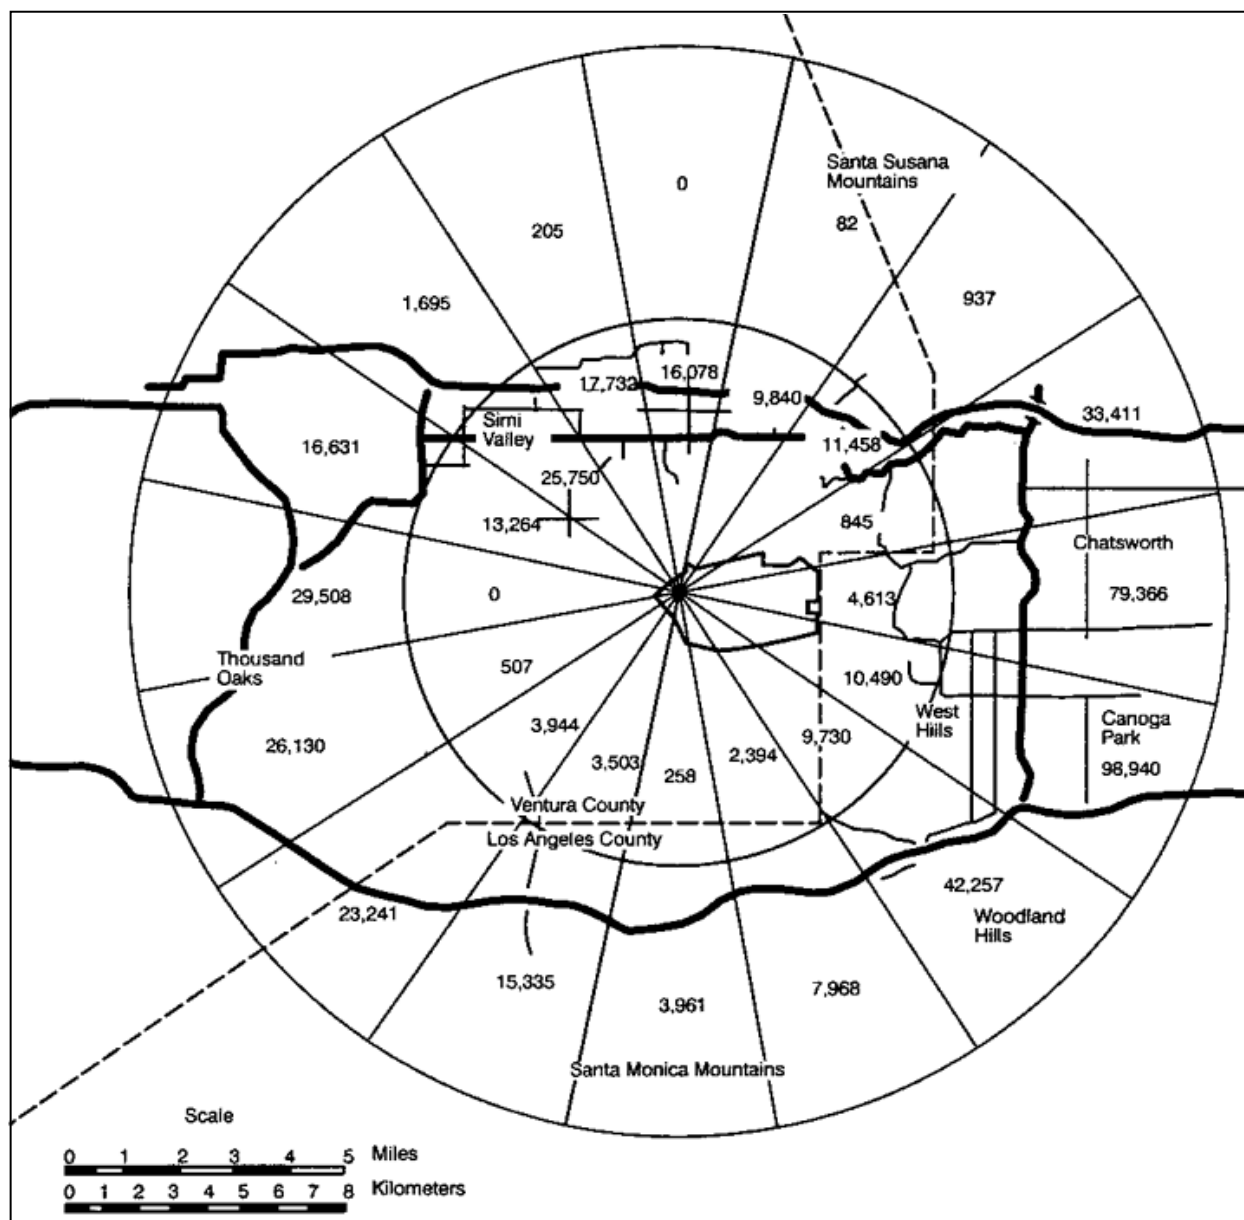 Santa Susana
Mountains
0
82
205
937
1,695
16,078
17,732
9,840
33,411
Simi
Valley
11,458
16,631
25,750
13,264
845
Chatsworth
29,508
0
4,613
79,366
Thousand
Oaks
507
10,490
West
Hills
Canoga
Park
26,130
3,944
9,730
2,394
3,503
258
98,940
Ventura County
Los Angeles County
23,241
42,257
Woodland
Hills
15,335
3,961
7,968
Santa Monica Mountains
Scale
0 1 2 3 4 5 Miles
0 1 2 3 4 5 6 7 8 Kilometers